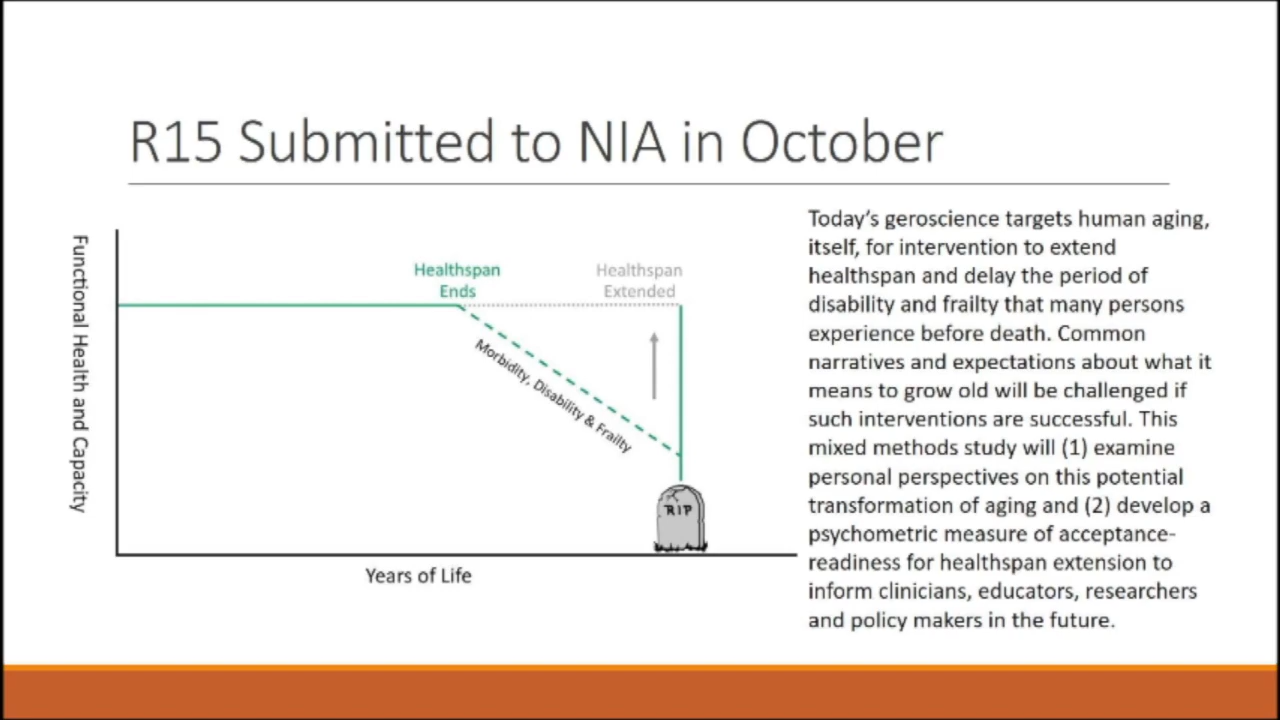 R15 Submitted to NIA in October
Functional Health and Capacity
Healthspan
Ends
Healthspan
Extended
Morbidity, Disability & Frailty
RIP
Years of Life
Today's geroscience targets human aging,
itself, for intervention to extend
healthspan and delay the period of
disability and frailty that many persons
experience before death. Common
narratives and expectations about what it
means to grow old will be challenged if
such interventions are successful. This
mixed methods study will (1) examine
personal perspectives on this potential
transformation of aging and (2) develop a
psychometric measure of acceptance-
readiness for healthspan extension to
inform clinicians, educators, researchers
and policy makers in the future.